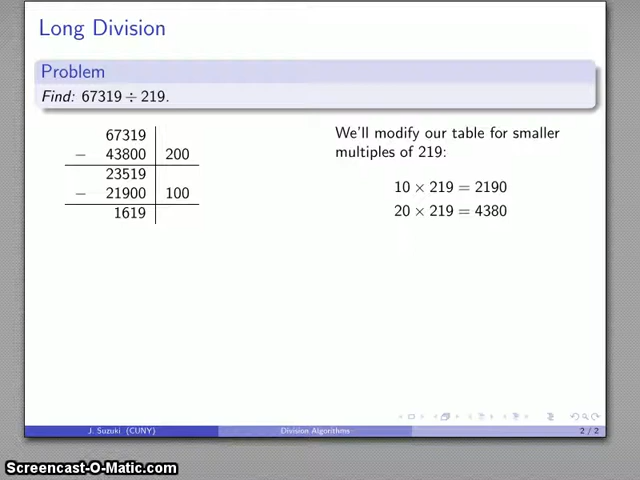 Long Division
Problem
Find: 67319 ÷ 219.
67319
− 43800 200
23519
− 21900 100
1619
We'll modify our table for smaller
multiples of 219:
10 × 219 = 2190
20 × 219 = 4380
J. Suzuki (CUNY) Division Algorithms 2 / 2
Screencast-O-Matic.com